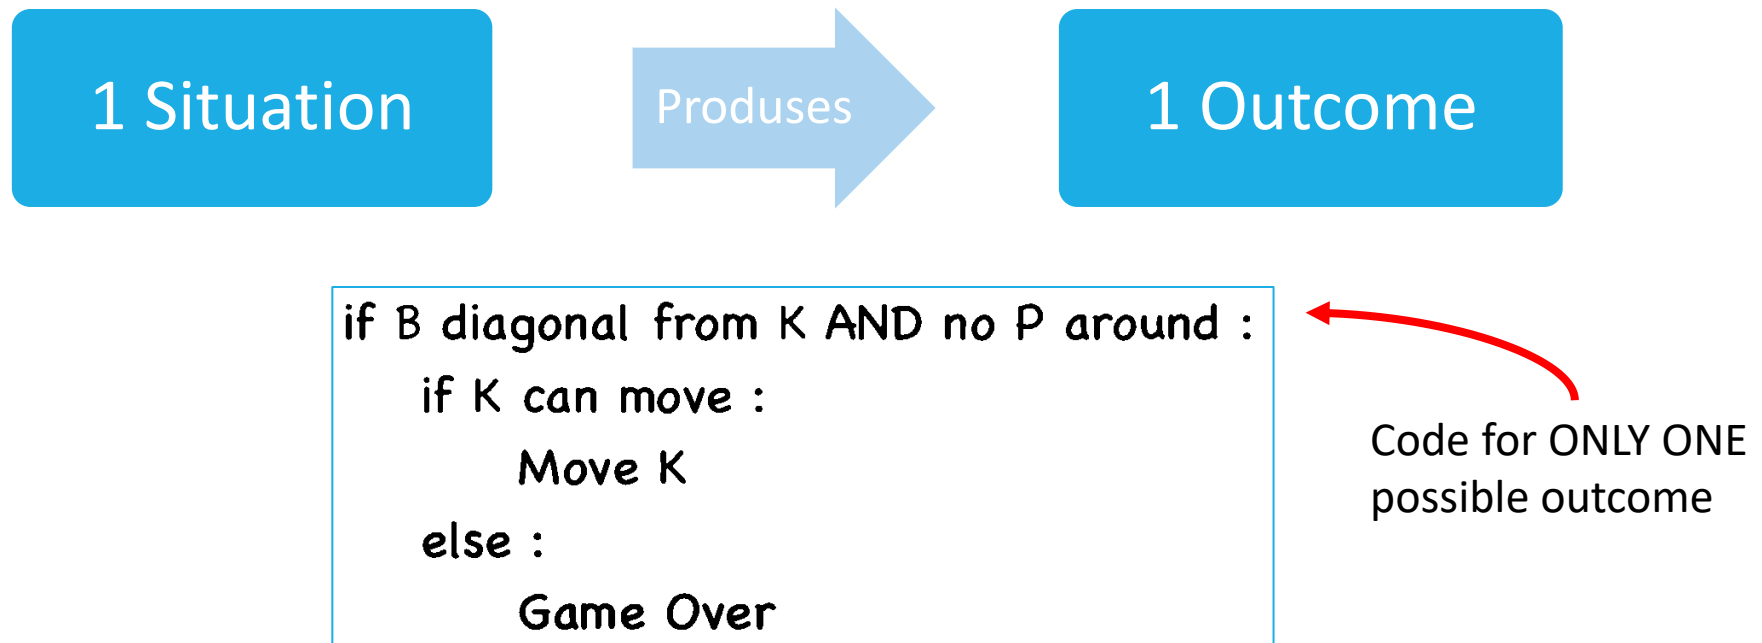 1 Situation
Produses
1 Outcome
if B diagonal from K AND no P around :
if K can move :
Move K
else :
Game Over
Code for ONLY ONE
possible outcome